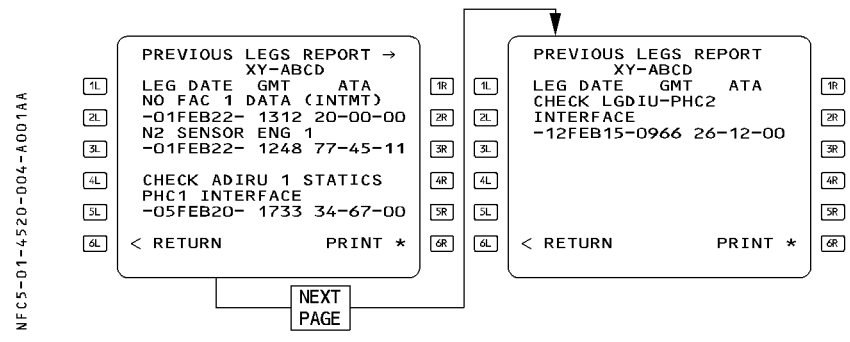 PREVIOUS LEGS REPORT →
XY-ABCD
1L LEG DATE GMT ATA 1R
NO FAC 1 DATA (INTMT)
2L -01FEB22- 1312 20-00-00 2R
N2 SENSOR ENG 1
3L -01FEB22- 1248 77-45-11 3R
4L CHECK ADIRU 1 STATICS 4R
PHC1 INTERFACE
5L -05FEB20- 1733 34-67-00 5R
6L < RETURN PRINT * 6R
NEXT
PAGE
PREVIOUS LEGS REPORT
XY-ABCD
1L LEG DATE GMT ATA 1R
CHECK LGDIU-PHC2
2L INTERFACE 2R
-12FEB15-0966 26-12-00
3L 3R
4L 4R
5L 5R
6L < RETURN PRINT * 6R
NFC5-01-4520-004-A001AA